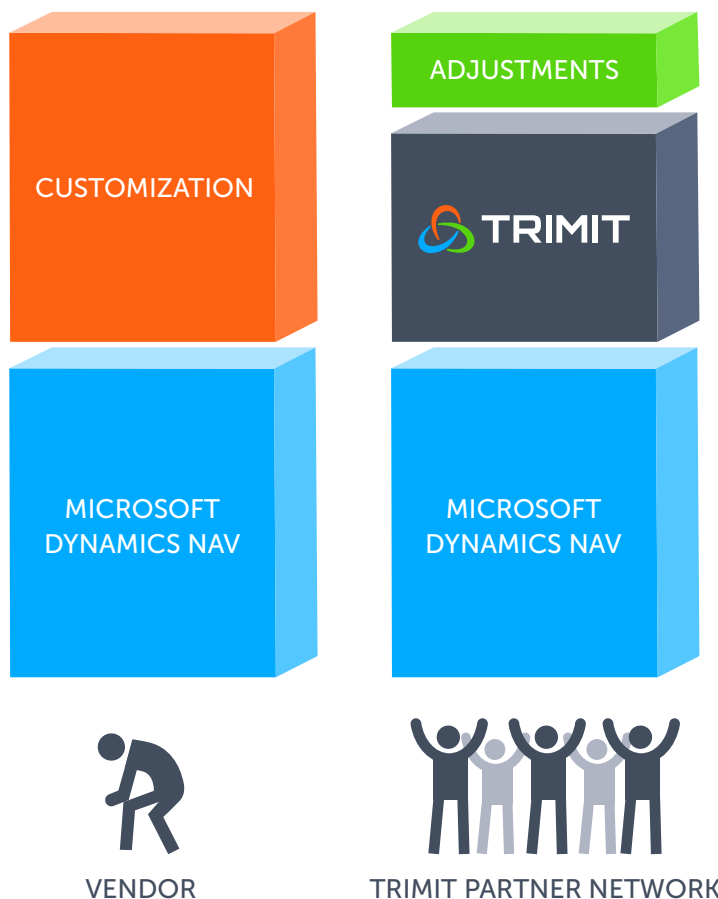 CUSTOMIZATION
MICROSOFT
DYNAMICS NAV
VENDOR
ADJUSTMENTS
TRIMIT
MICROSOFT
DYNAMICS NAV
TRIMIT PARTNER NETWORK